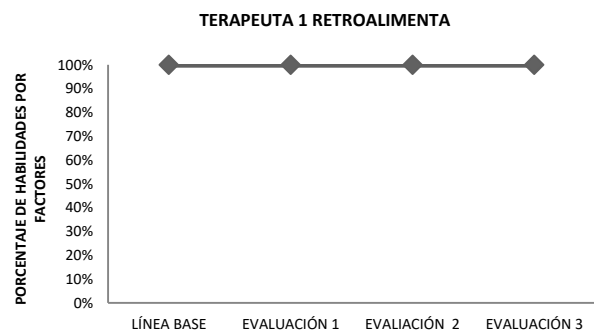 TERAPEUTA 1 RETROALIMENTA
PORCENTAJE DE HABILIDADES POR
FACTORES
100%
90%
80%
70%
60%
50%
40%
30%
20%
10%
0%
LÍNEA BASE EVALUACIÓN 1 EVALIACIÓN 2 EVALUACIÓN 3